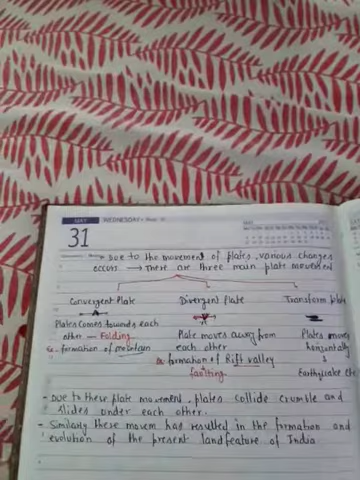 MAY WEDNESDAY
31
Due to the movement of plates, various changes
occurs → There are three main plate movement
Convergent Plate Divergent Plate Transform plate
Plates comes towards each
other — Folding
Ex- formation of mountain
Plate moves away from
each other
Ex- formation of Rift valley
faulting
Plates moves
horizontally
Earthquake etc
- Due to these plate movement, plates collide crumble and
slides under each other.
- Similarly these movem has resulted in the formation and
evolution of the present landfeature of India